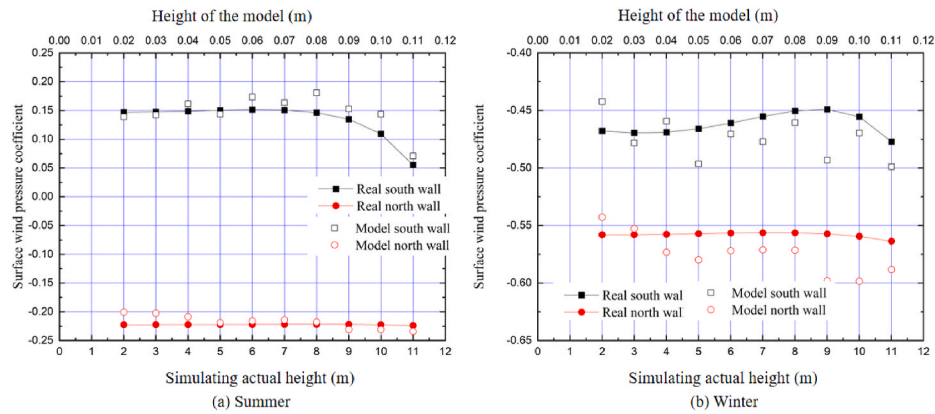 Height of the model (m)
0.00 0.01 0.02 0.03 0.04 0.05 0.06 0.07 0.08 0.09 0.10 0.11 0.12
0.25
0.20
0.15
0.10
0.05
0.00
-0.05
-0.10
-0.15
-0.20
-0.25
Surface wind pressure coefficient
Real south wall
Real north wall
Model south wall
Model north wall
0 1 2 3 4 5 6 7 8 9 10 11 12
Simulating actual height (m)
(a) Summer
Height of the model (m)
0.00 0.01 0.02 0.03 0.04 0.05 0.06 0.07 0.08 0.09 0.10 0.11 0.12
-0.40
-0.45
-0.50
-0.55
-0.60
-0.65
Surface wind pressure coefficient
Real south wall
Real north wall
Model south wall
Model north wall
0 1 2 3 4 5 6 7 8 9 10 11 12
Simulating actual height (m)
(b) Winter